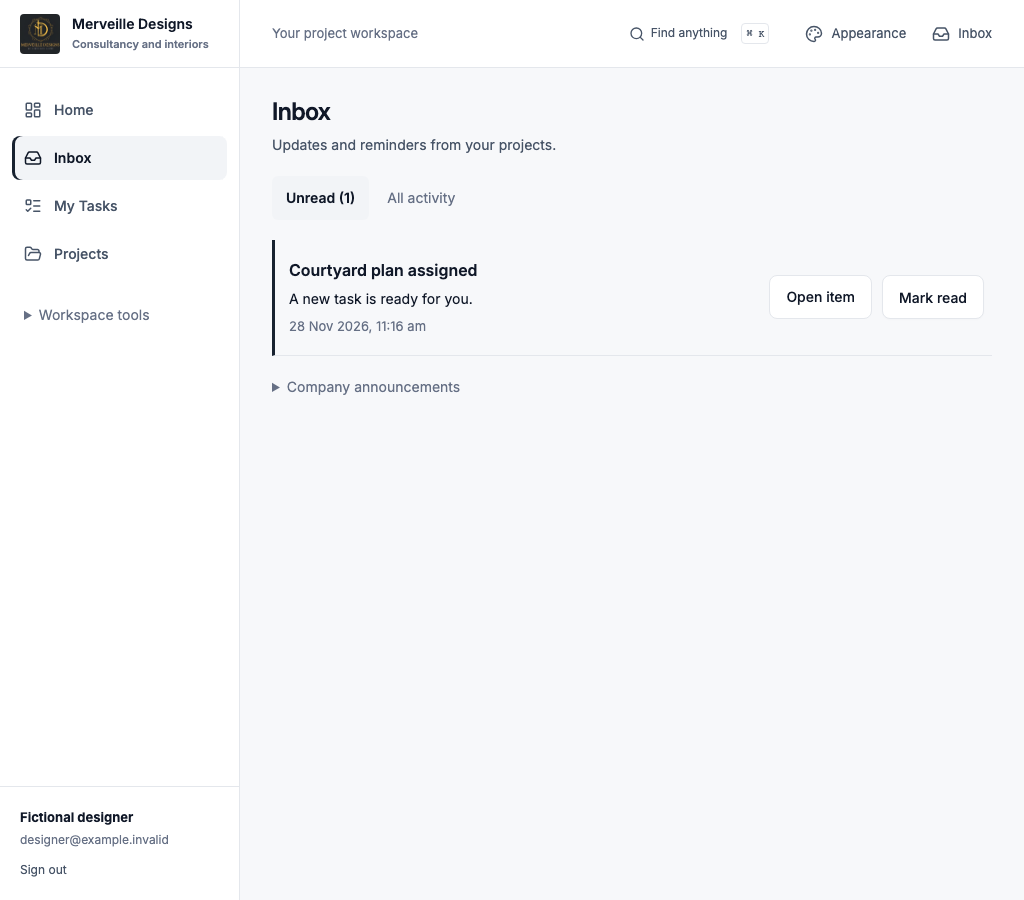 Merveille Designs
Consultancy and interiors
Your project workspace
Find anything
⌘ K
Appearance
Inbox
Home
Inbox
My Tasks
Projects
Workspace tools
Inbox
Updates and reminders from your projects.
Unread (1)
All activity
Courtyard plan assigned
A new task is ready for you.
28 Nov 2026, 11:16 am
Open item
Mark read
Company announcements
Fictional designer
designer@example.invalid
Sign out